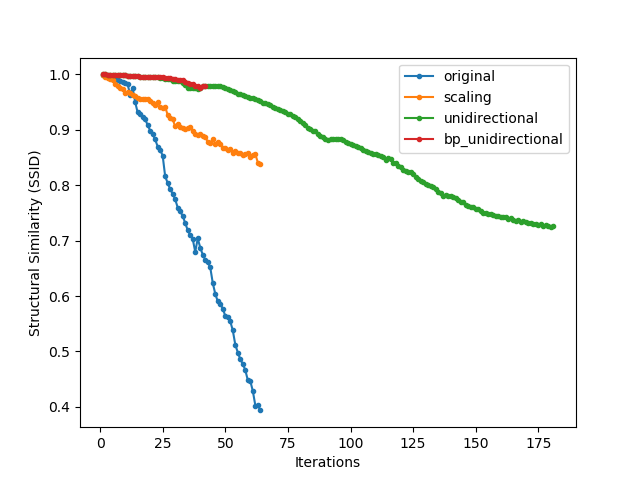 original
scaling
unidirectional
bp_unidirectional
1.0
0.9
0.8
0.7
0.6
0.5
0.4
Structural Similarity (SSID)
0 25 50 75 100 125 150 175
Iterations